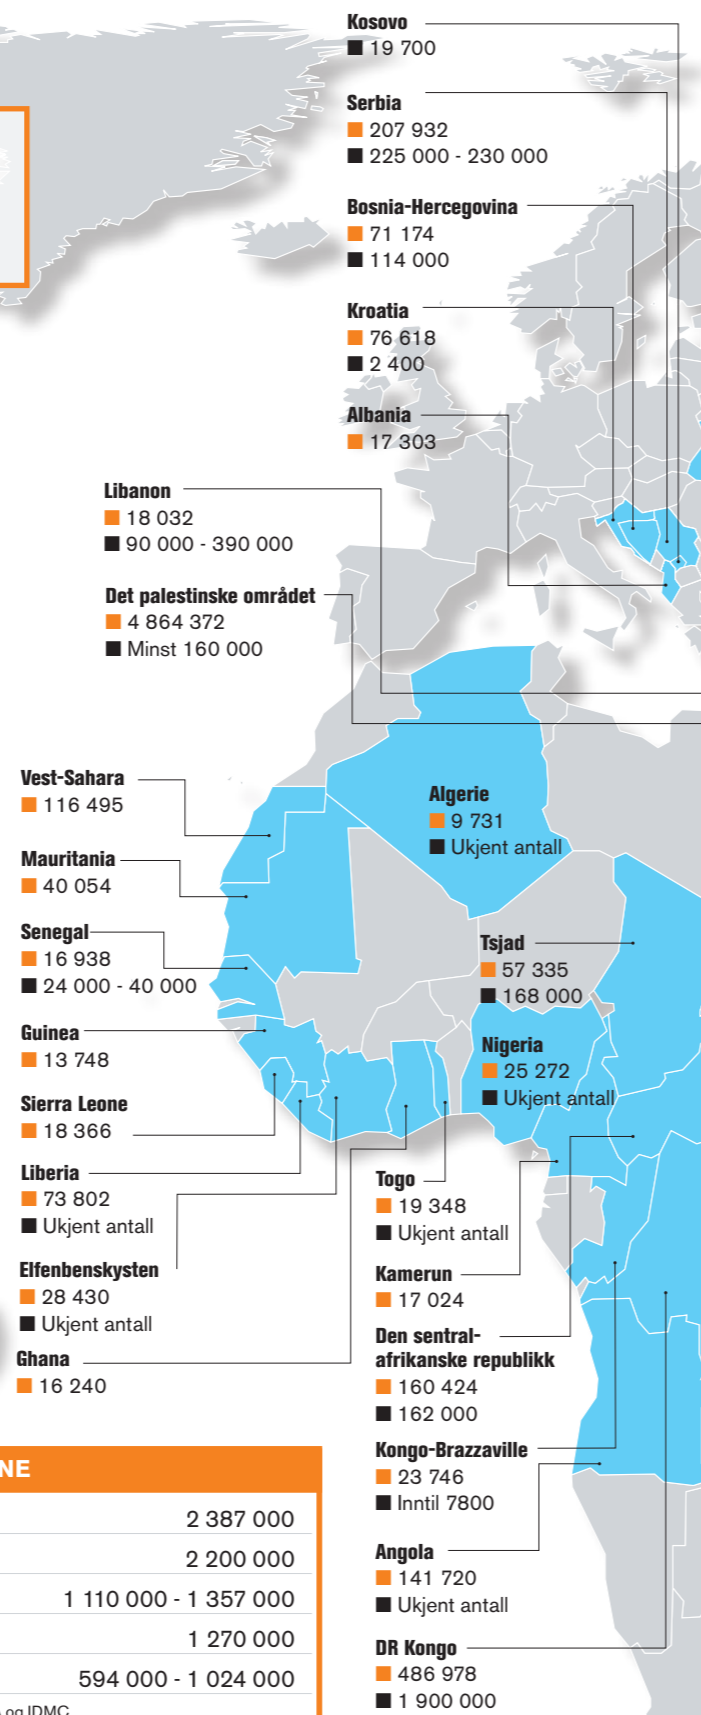 Kosovo
19 700
Serbia
207 932
225 000 - 230 000
Bosnia-Hercegovina
71 174
114 000
Kroatia
76 618
2 400
Albania
17 303
Libanon
18 032
90 000 - 390 000
Det palestinske området
4 864 372
Minst 160 000
Vest-Sahara
116 495
Mauritania
40 054
Senegal
16 938
24 000 - 40 000
Guinea
13 748
Sierra Leone
18 366
Liberia
73 802
Ukjent antall
Elfenbenskysten
28 430
Ukjent antall
Ghana
16 240
Algerie
9 731
Ukjent antall
Tsjad
57 335
168 000
Nigeria
25 272
Ukjent antall
Togo
19 348
Ukjent antall
Kamerun
17 024
Den sentral-
afrikanske republikk
160 424
162 000
Kongo-Brazzaville
23 746
Inntil 7800
Angola
141 720
Ukjent antall
DR Kongo
486 978
1 900 000
NE
2 387 000
2 200 000
1 110 000 - 1 357 000
1 270 000
594 000 - 1 024 000
og IDMC